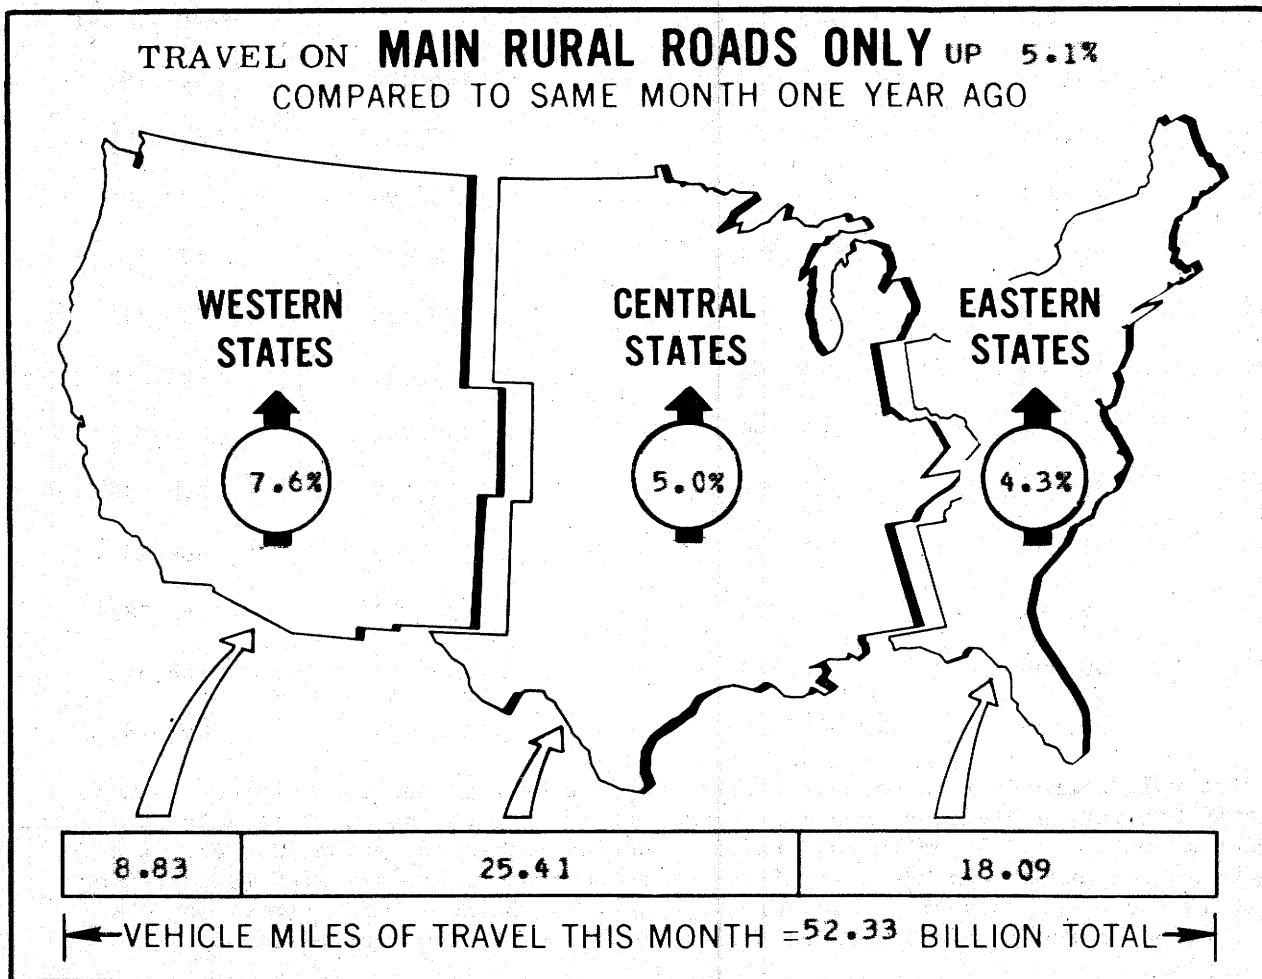 TRAVEL ON MAIN RURAL ROADS ONLY UP 5.1%
COMPARED TO SAME MONTH ONE YEAR AGO
WESTERN
STATES
7.6%
CENTRAL
STATES
5.0%
EASTERN
STATES
4.3%
8.83 25.41 18.09
VEHICLE MILES OF TRAVEL THIS MONTH = 52.33 BILLION TOTAL